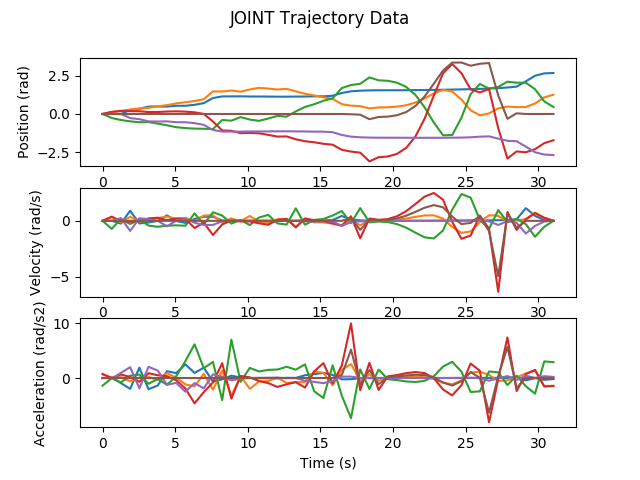 JOINT Trajectory Data
Position (rad)
2.5
0.0
−2.5
0 5 10 15 20 25 30
Velocity (rad/s)
0
−5
0 5 10 15 20 25 30
Acceleration (rad/s2)
10
0
0 5 10 15 20 25 30
Time (s)